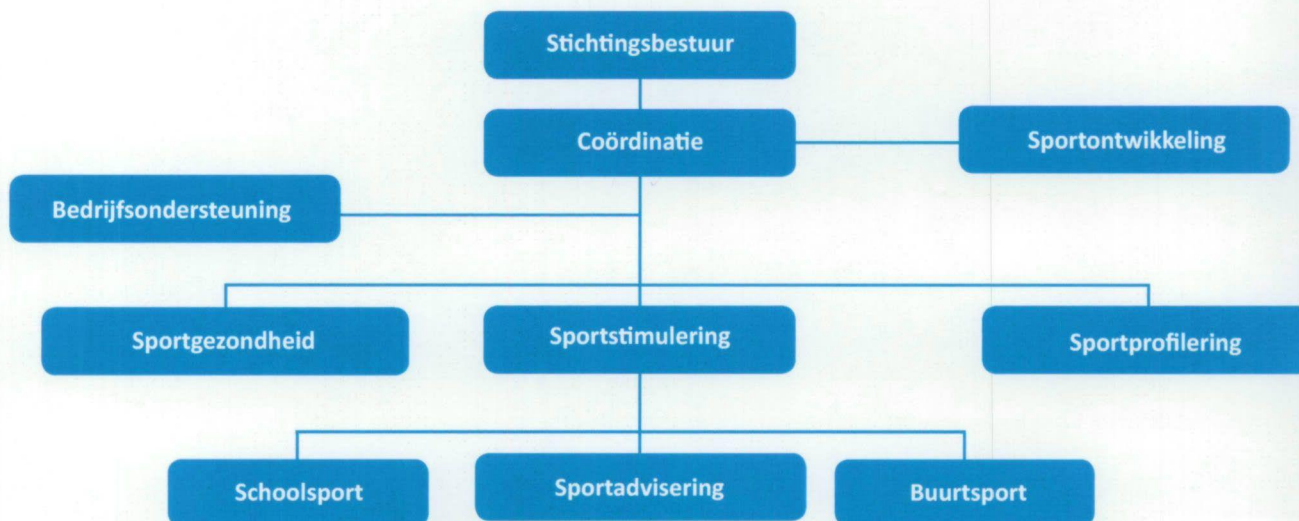 Stichtingsbestuur
Coördinatie
Sportontwikkeling
Bedrijfsondersteuning
Sportgezondheid
Sportstimulering
Sportprofilering
Schoolsport
Sportadvisering
Buurtsport